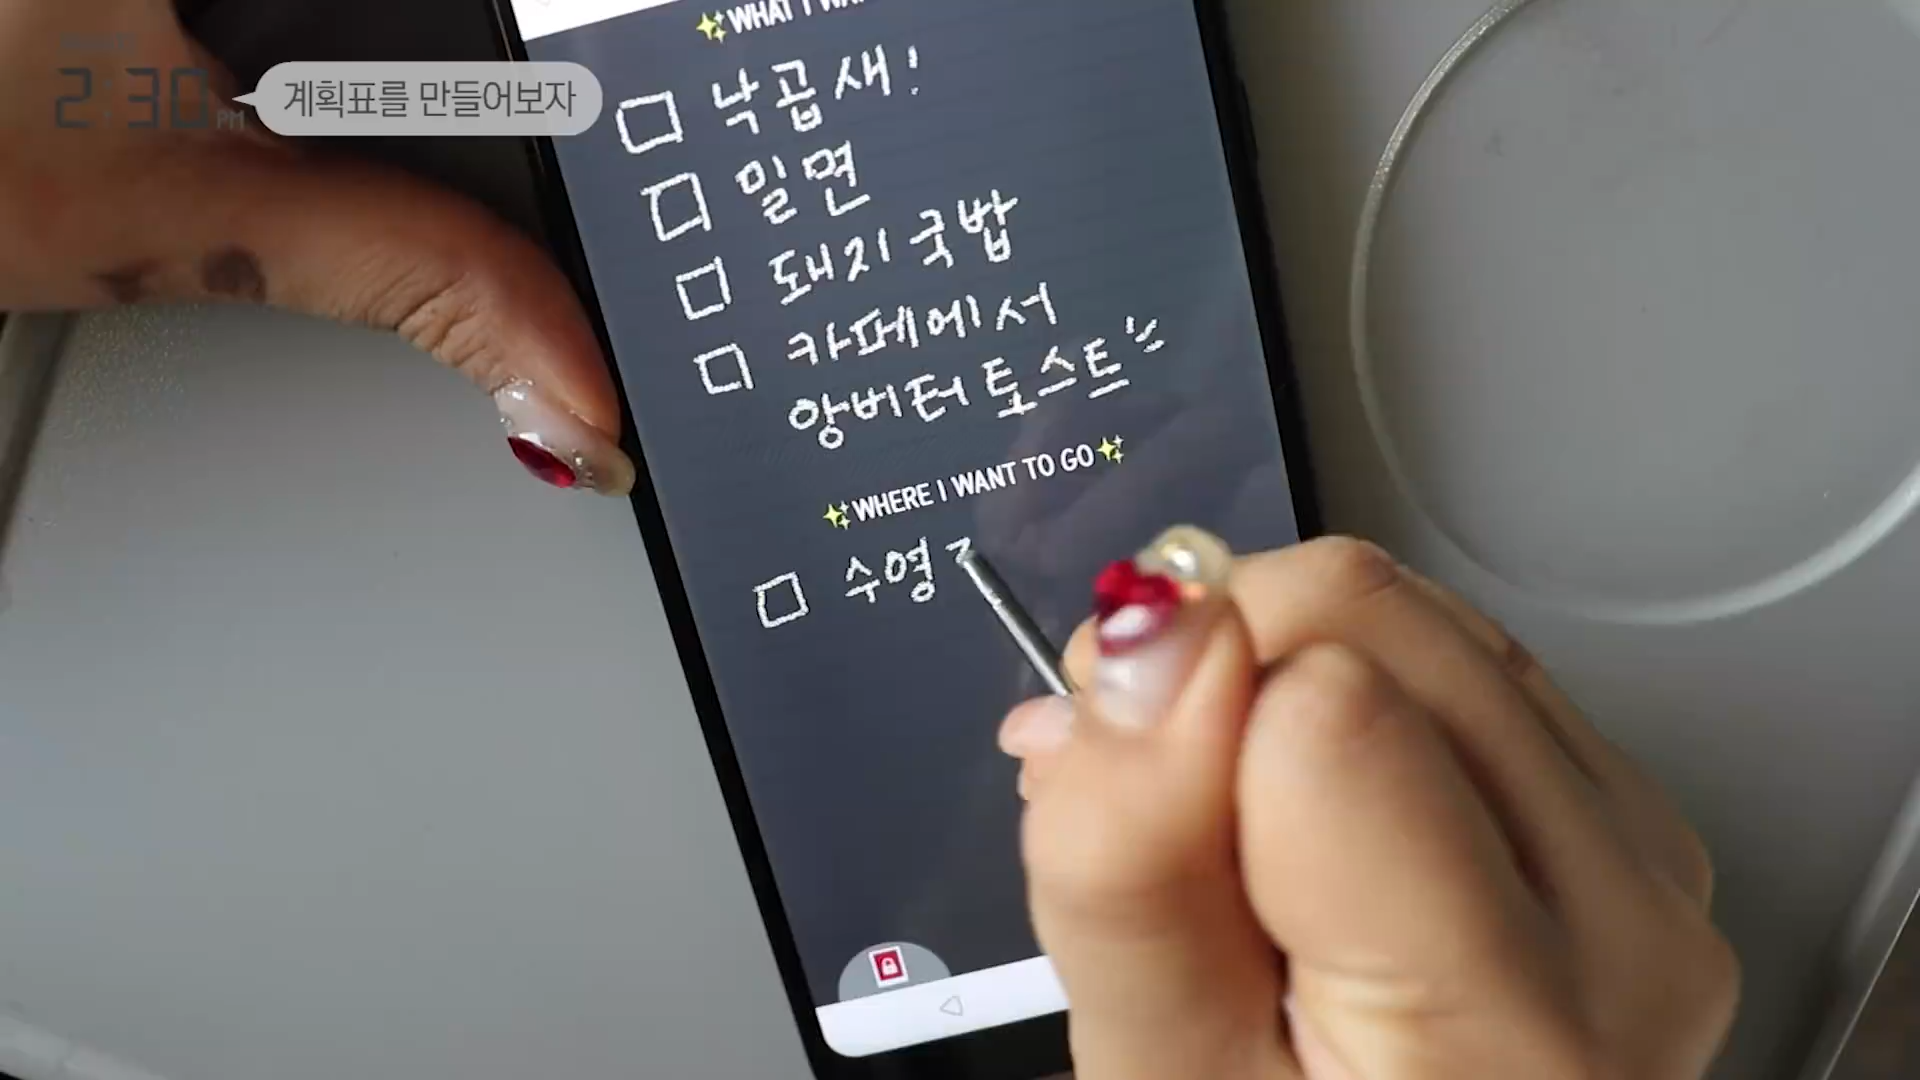 2:30 PM
계획표를 만들어보자
WHAT I WA
낙곱새!
밀면
돼지국밥
카페에서
앙버터 토스트
WHERE I WANT TO GO
수영